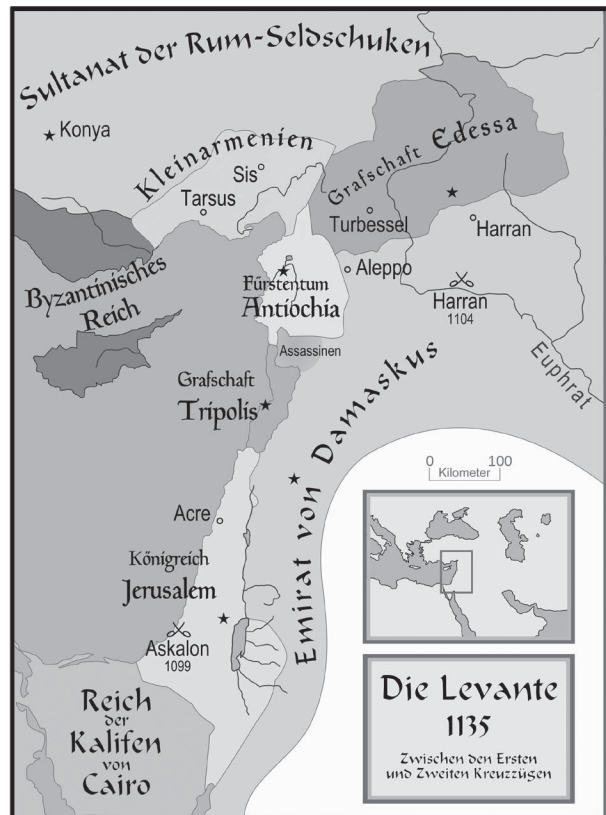 Sultanat der Rum-Seldschuken
Konya
Kleinarmenien
Sis
Tarsus
Grafschaft Edessa
Turbessel
Harran
Byzantinisches
Reich
Fürstentum
Antiochia
Aleppo
Harran
1104
Euphrat
Assassinen
Grafschaft
Tripolis
Emirat von Damaskus
0 100
Kilometer
Acre
Königreich
Jerusalem
Askalon
1099
Reich
der
Kalifen
von
Cairo
Die Levante
1135
Zwischen den Ersten
und Zweiten Kreuzzügen